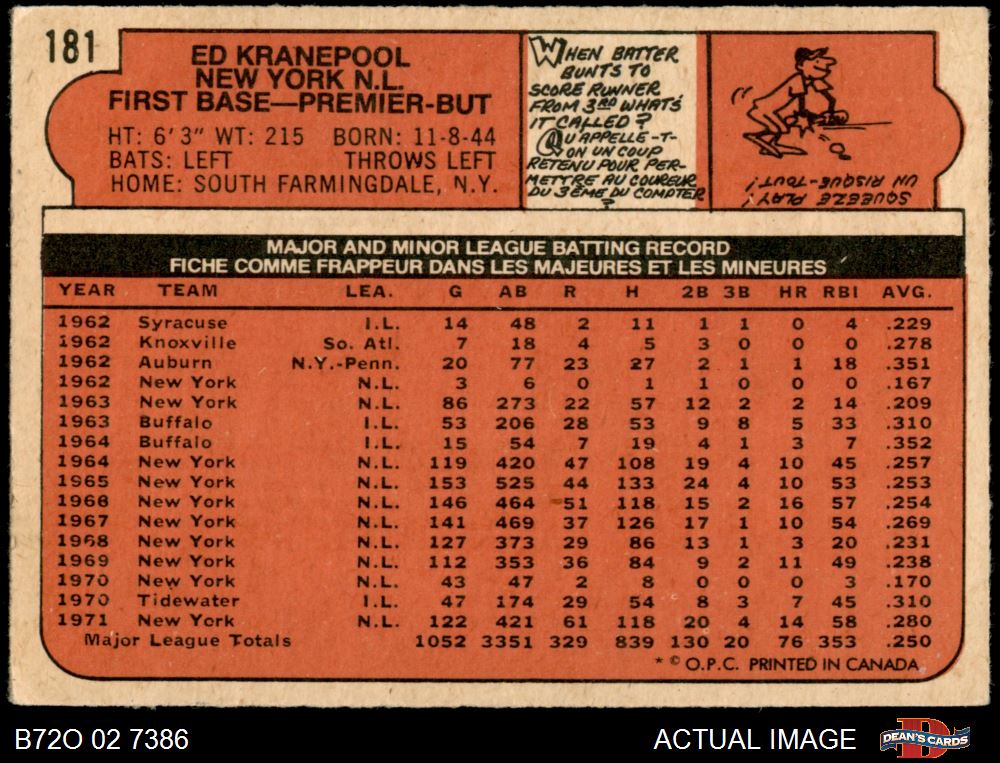 181
ED KRANEPOOL
NEW YORK N.L.
FIRST BASE—PREMIER-BUT
HT: 6'3" WT: 215 BORN: 11-8-44
BATS: LEFT THROWS LEFT
HOME: SOUTH FARMINGDALE, N.Y.
WHEN BATTER
BUNTS TO
SCORE RUNNER
FROM 3RD WHAT'S
IT CALLED?
QU'APPELLE-T-
ON UN COUP
RETENU POUR PER-
METTRE AU COUREUR
DU 3ÈME DU COMPTER
?
SQUEEZE PLAY!
UN RISQUE-TOUT!
MAJOR AND MINOR LEAGUE BATTING RECORD
FICHE COMME FRAPPEUR DANS LES MAJEURES ET LES MINEURES
YEAR TEAM LEA. G AB R H 2B 3B HR RBI AVG.
1962 Syracuse I.L. 14 48 2 11 1 1 0 4 .229
1962 Knoxville So. Atl. 7 18 4 5 3 0 0 0 .278
1962 Auburn N.Y.-Penn. 20 77 23 27 2 1 1 18 .351
1962 New York N.L. 3 6 0 1 1 0 0 0 .167
1963 New York N.L. 86 273 22 57 12 2 2 14 .209
1963 Buffalo I.L. 53 206 28 53 9 8 5 33 .310
1964 Buffalo I.L. 15 54 7 19 4 1 3 7 .352
1964 New York N.L. 119 420 47 108 19 4 10 45 .257
1965 New York N.L. 153 525 44 133 24 4 10 53 .253
1966 New York N.L. 146 464 51 118 15 2 16 57 .254
1967 New York N.L. 141 469 37 126 17 1 10 54 .269
1968 New York N.L. 127 373 29 86 13 1 3 20 .231
1969 New York N.L. 112 353 36 84 9 2 11 49 .238
1970 New York N.L. 43 47 2 8 0 0 0 3 .170
1970 Tidewater I.L. 47 174 29 54 8 3 7 45 .310
1971 New York N.L. 122 421 61 118 20 4 14 58 .280
Major League Totals 1052 3351 329 839 130 20 76 353 .250
* © O.P.C. PRINTED IN CANADA
B72O 02 7386 ACTUAL IMAGE
D
DEAN'S CARDS